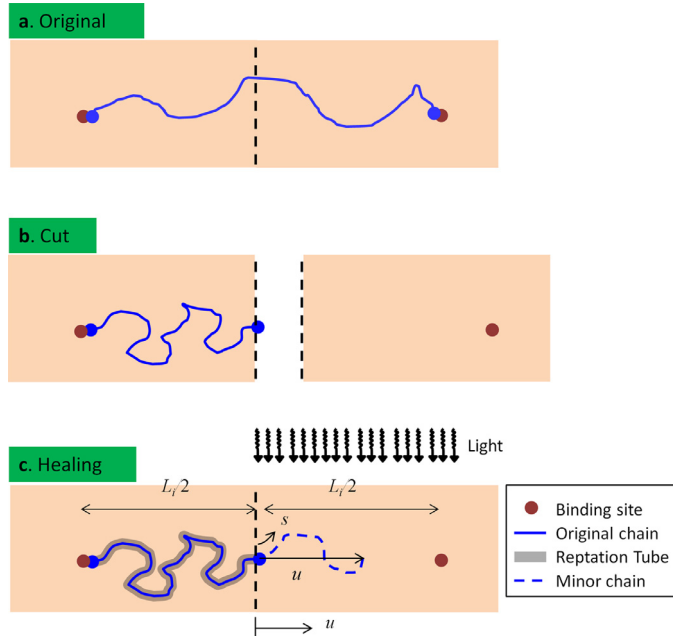 a. Original
b. Cut
Light
c. Healing
L_i/2
L_i/2
s
u
u
Binding site
Original chain
Reptation Tube
Minor chain